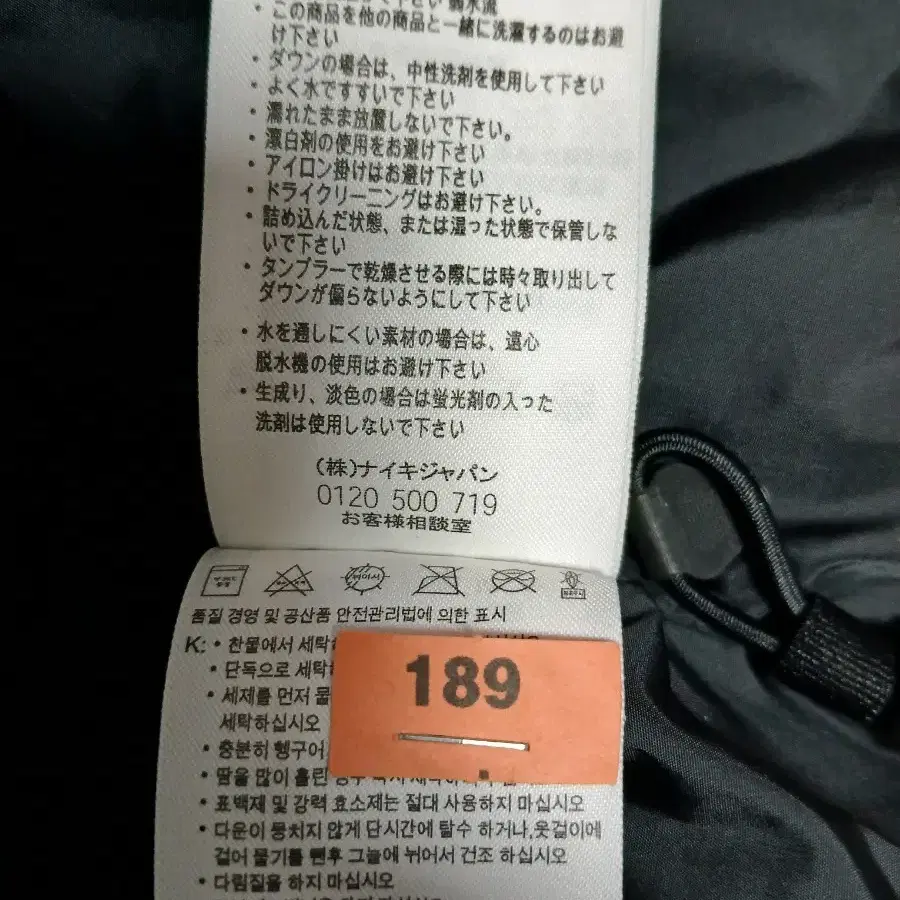 ・この商品を他の商品と一緒に洗濯するのはお避
け下さい
・ダウンの場合は、中性洗剤を使用して下さい
・よく水ですすいで下さい
・濡れたまま放置しないで下さい。
・漂白剤の使用をお避け下さい
・アイロン掛けはお避け下さい
・ドライクリーニングはお避け下さい。
・詰め込んだ状態、または湿った状態で保管しな
いで下さい
・タンブラーで乾燥させる際には時々取り出して
ダウンが偏らないようにして下さい
・水を通しにくい素材の場合は、遠心
脱水機の使用はお避け下さい
・生成り、淡色の場合は蛍光剤の入った
洗剤は使用しないで下さい
(株)ナイキジャパン
0120 500 719
お客様相談室
품질 경영 및 공산품 안전관리법에 의한 표시
K: • 찬물에서 세탁
• 단독으로 세탁
189
• 세제를 먼저
세탁하십시오
• 충분히 헹구어
• 땀을 많이 흘린
• 표백제 및 강력 효소제는 절대 사용하지 마십시오
• 다운이 뭉치지 않게 단시간에 탈수 하거나,옷걸이에
걸어 물기를 뺀후 그늘에 뉘어서 건조 하십시오
• 다림질을 하지 마십시오